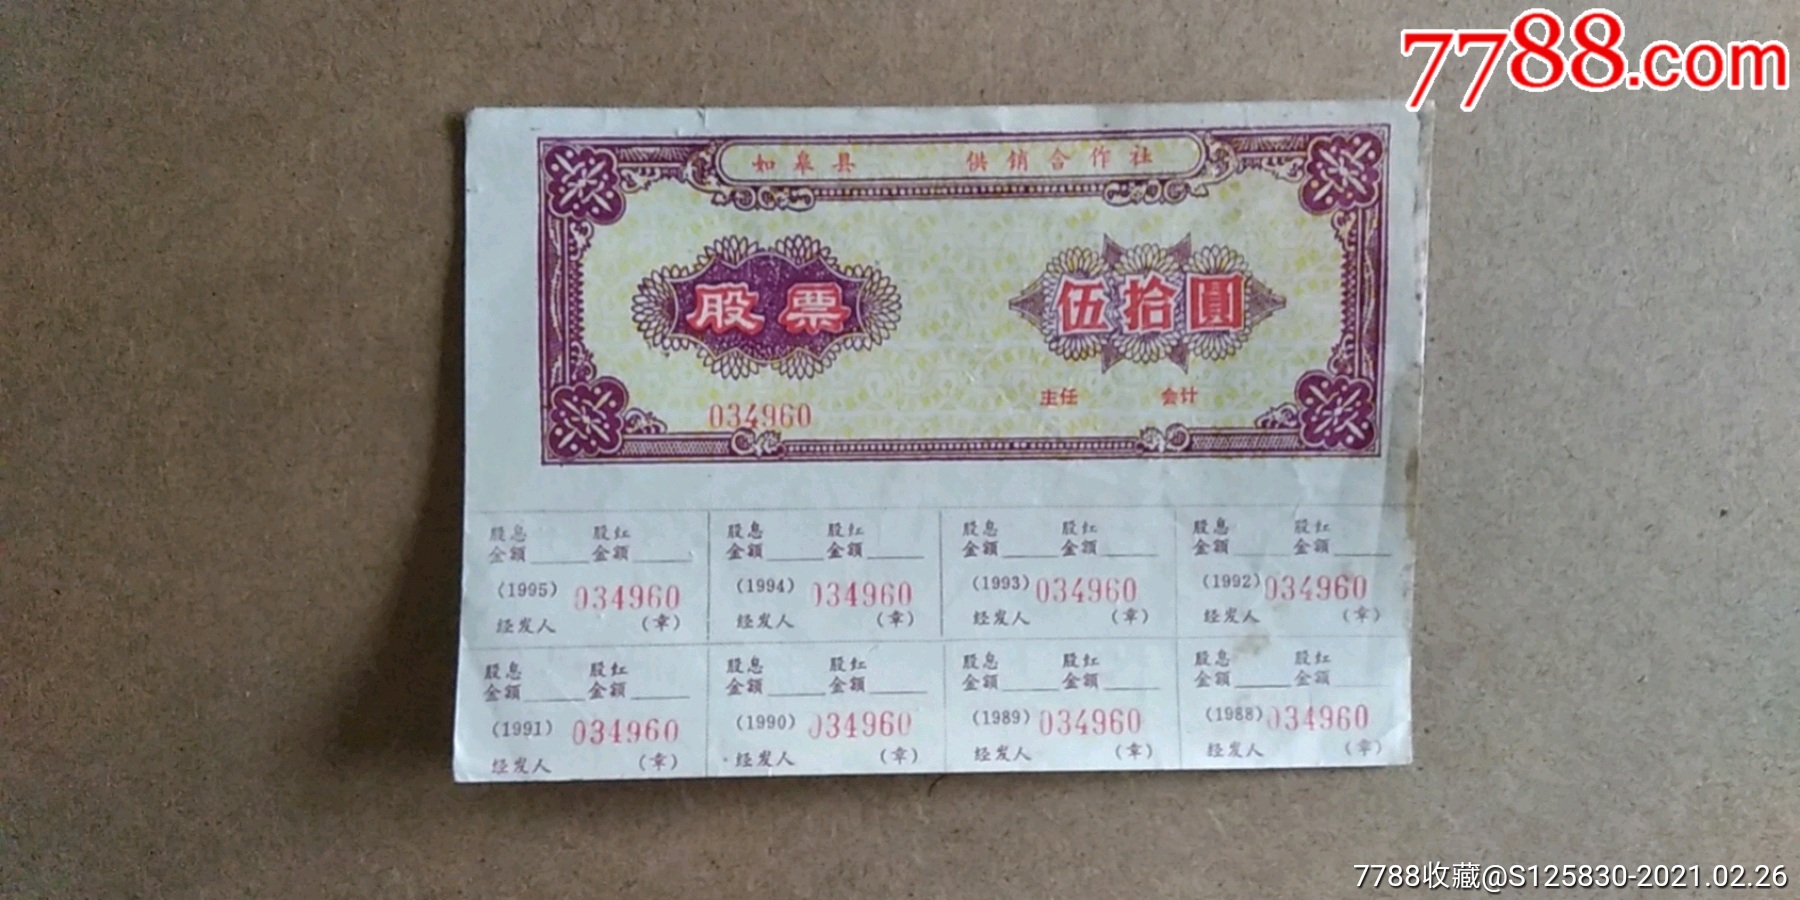 7788.com
如皋县 供销合作社
股票 伍拾圆
主任 会计
034960
股息 股红 股息 股红 股息 股红 股息 股红
金额 金额 金额 金额 金额 金额 金额 金额
(1995) 034960 (1994) 034960 (1993) 034960 (1992) 034960
经发人 (章) 经发人 (章) 经发人 (章) 经发人 (章)
股息 股红 股息 股红 股息 股红 股息 股红
金额 金额 金额 金额 金额 金额 金额 金额
(1991) 034960 (1990) 034960 (1989) 034960 (1988) 034960
经发人 (章) 经发人 (章) 经发人 (章) 经发人 (章)
7788收藏@S125830-2021.02.26